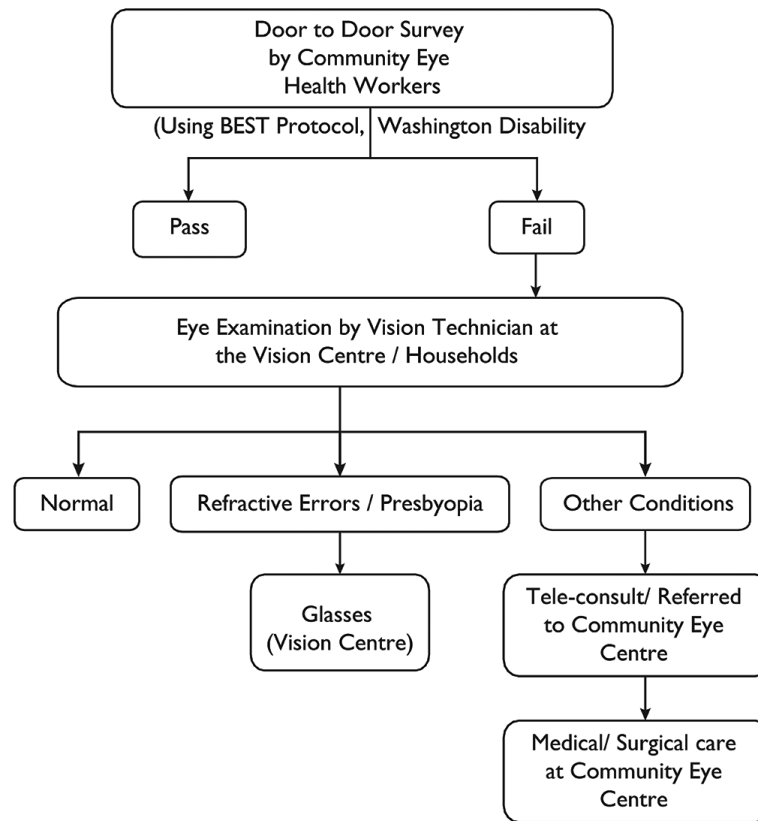 Door to Door Survey
by Community Eye
Health Workers
(Using BEST Protocol, Washington Disability
Pass
Fail
Eye Examination by Vision Technician at
the Vision Centre / Households
Normal
Refractive Errors / Presbyopia
Other Conditions
Glasses
(Vision Centre)
Tele-consult/ Referred
to Community Eye
Centre
Medical/ Surgical care
at Community Eye
Centre